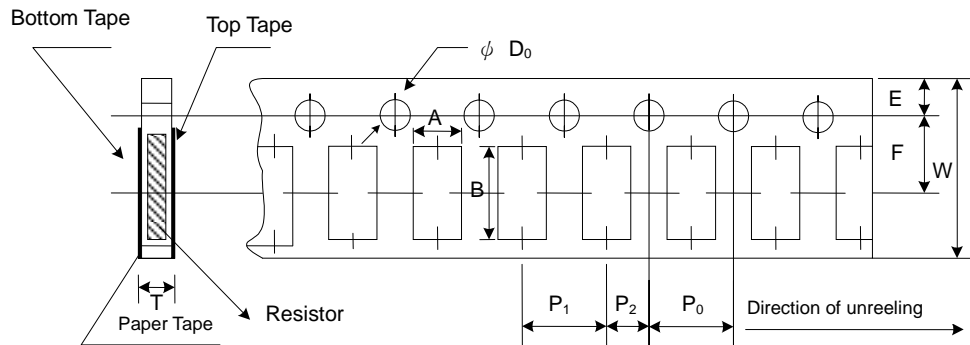 Bottom Tape
Top Tape
ϕ D₀
A
B
E
F
W
T
Paper Tape
Resistor
P₁
P₂
P₀
Direction of unreeling